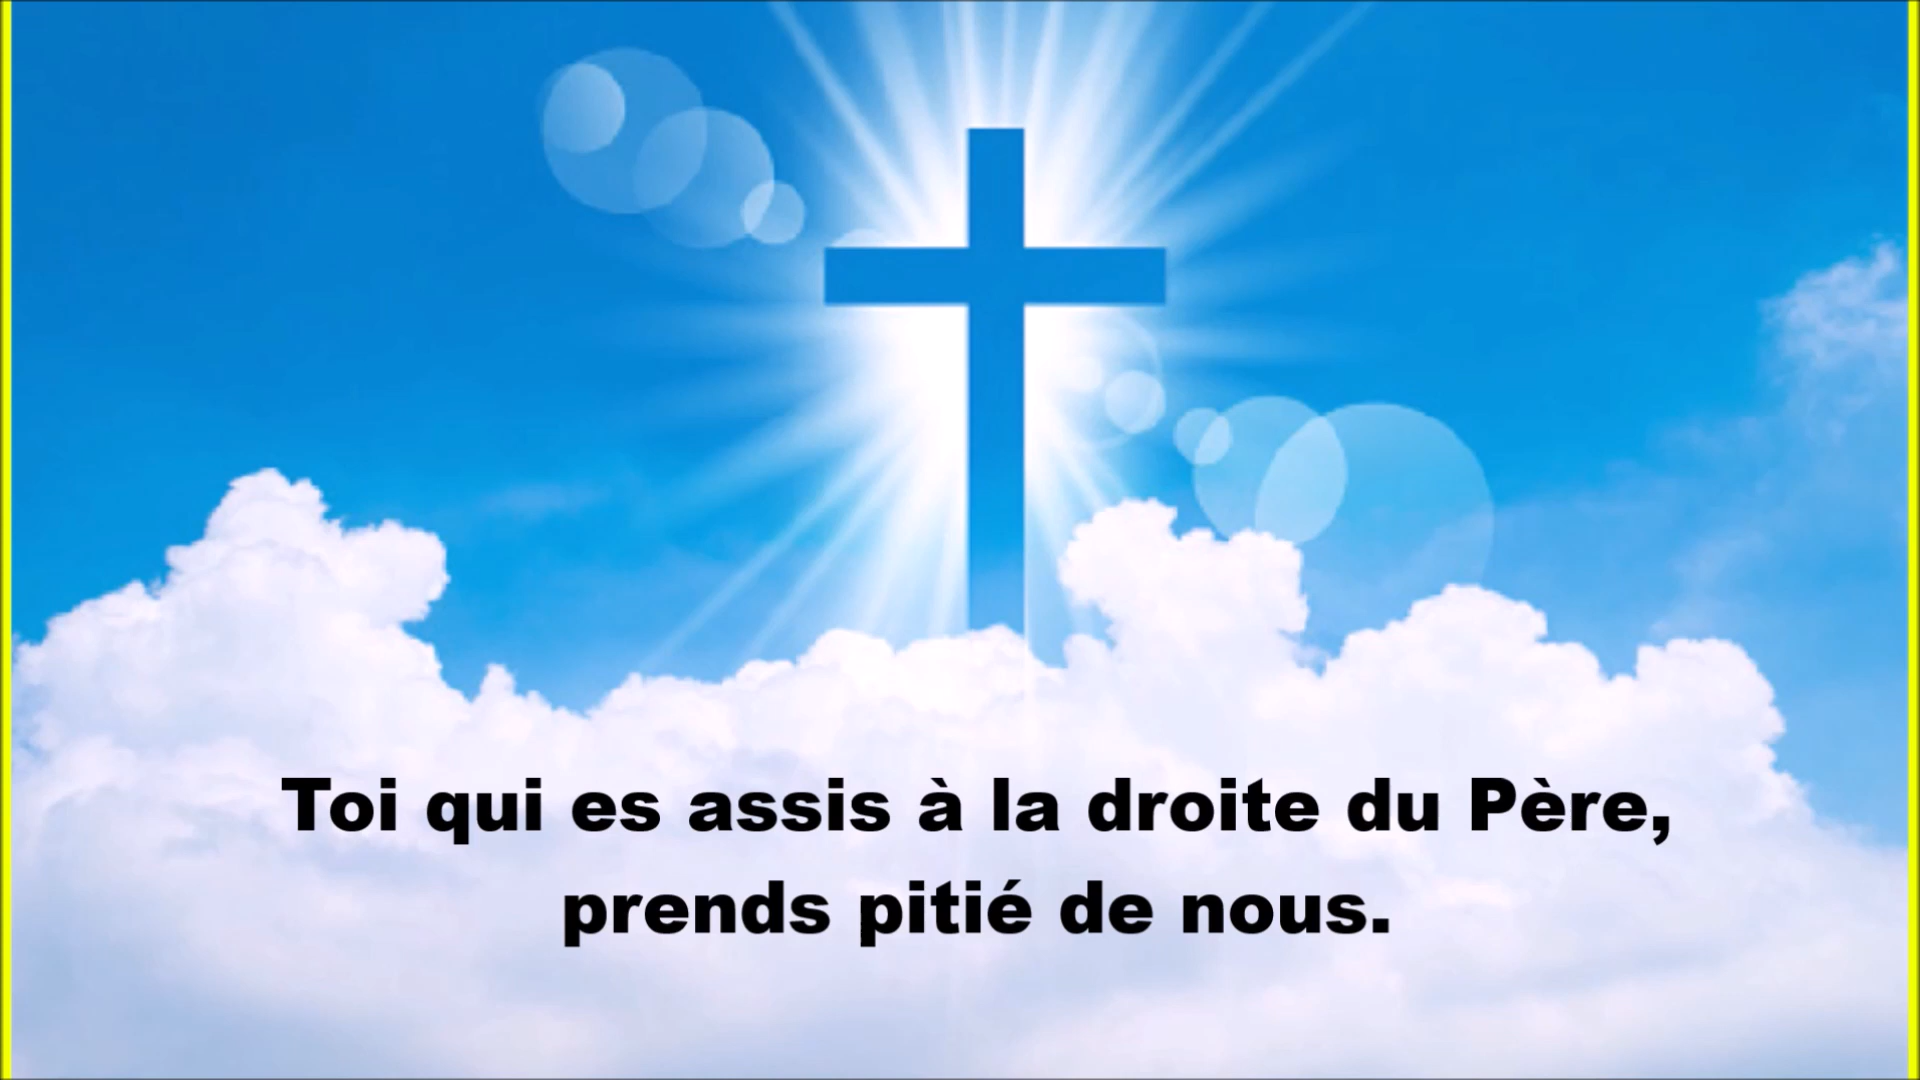 Toi qui es assis à la droite du Père,
prends pitié de nous.